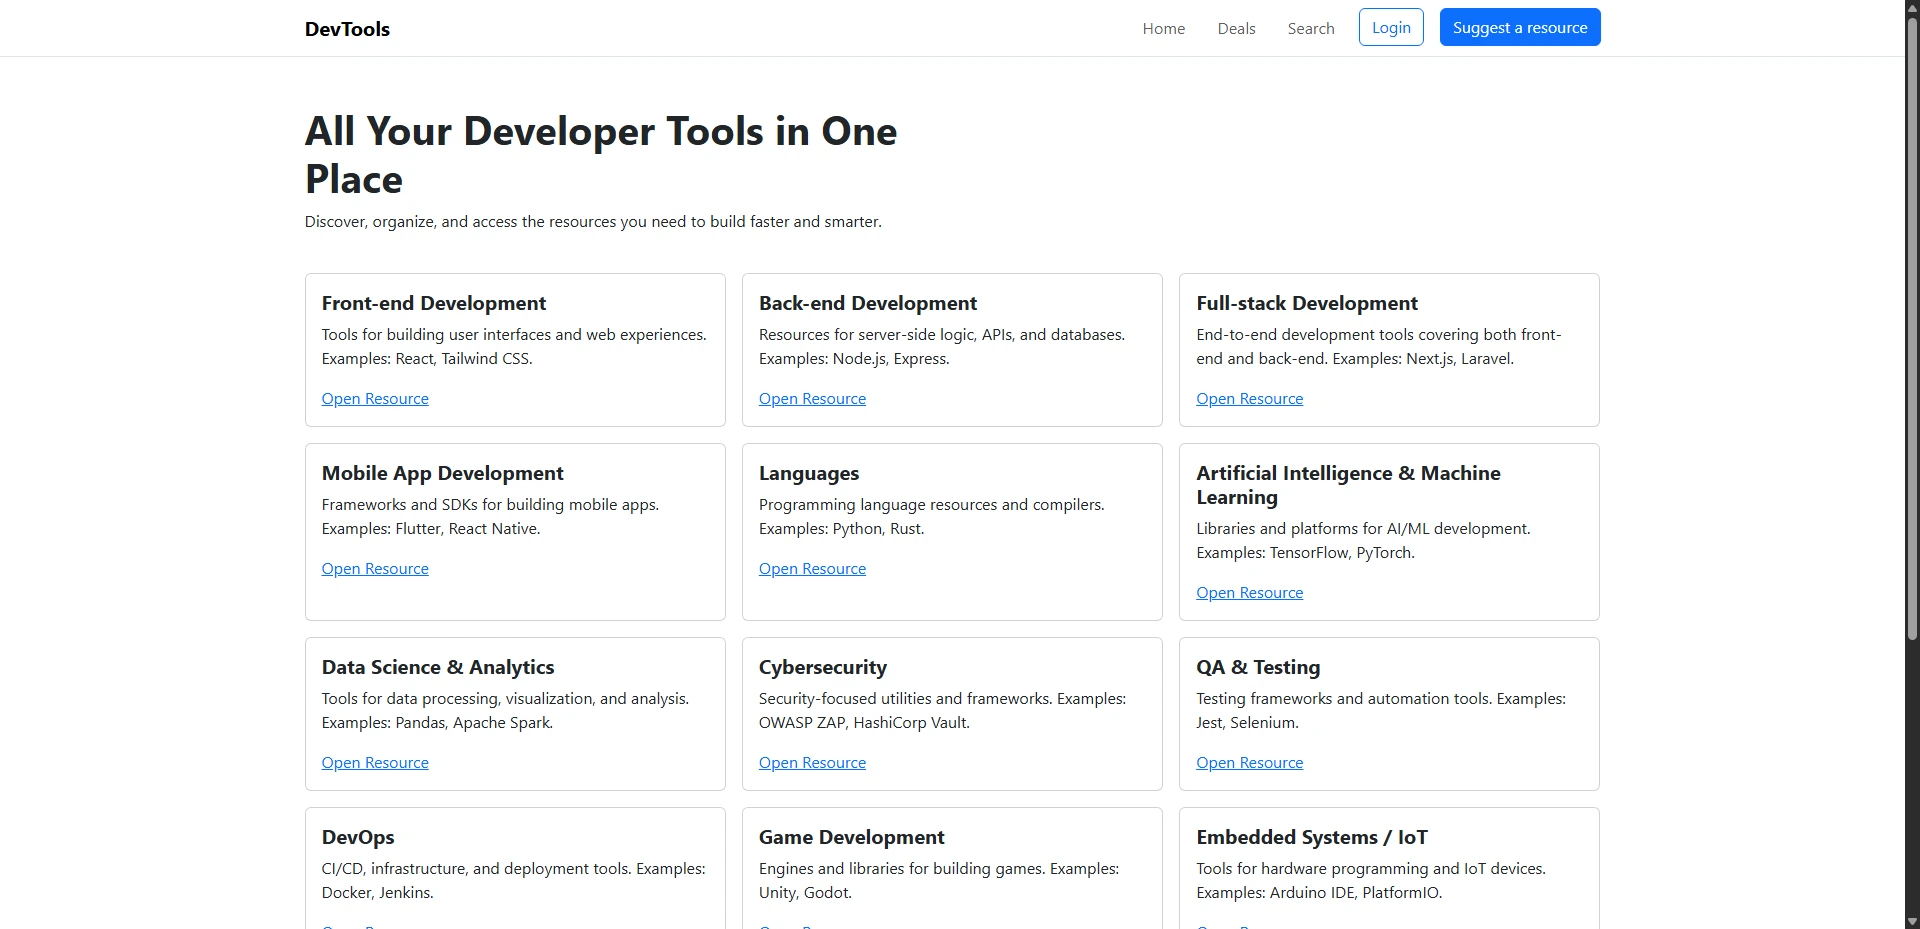 DevTools
Home
Deals
Search
Login
Suggest a resource
All Your Developer Tools in One
Place
Discover, organize, and access the resources you need to build faster and smarter.
Front-end Development
Tools for building user interfaces and web experiences.
Examples: React, Tailwind CSS.
Open Resource
Back-end Development
Resources for server-side logic, APIs, and databases.
Examples: Node.js, Express.
Open Resource
Full-stack Development
End-to-end development tools covering both front-
end and back-end. Examples: Next.js, Laravel.
Open Resource
Mobile App Development
Frameworks and SDKs for building mobile apps.
Examples: Flutter, React Native.
Open Resource
Languages
Programming language resources and compilers.
Examples: Python, Rust.
Open Resource
Artificial Intelligence & Machine
Learning
Libraries and platforms for AI/ML development.
Examples: TensorFlow, PyTorch.
Open Resource
Data Science & Analytics
Tools for data processing, visualization, and analysis.
Examples: Pandas, Apache Spark.
Open Resource
Cybersecurity
Security-focused utilities and frameworks. Examples:
OWASP ZAP, HashiCorp Vault.
Open Resource
QA & Testing
Testing frameworks and automation tools. Examples:
Jest, Selenium.
Open Resource
DevOps
CI/CD, infrastructure, and deployment tools. Examples:
Docker, Jenkins.
Game Development
Engines and libraries for building games. Examples:
Unity, Godot.
Embedded Systems / IoT
Tools for hardware programming and IoT devices.
Examples: Arduino IDE, PlatformIO.